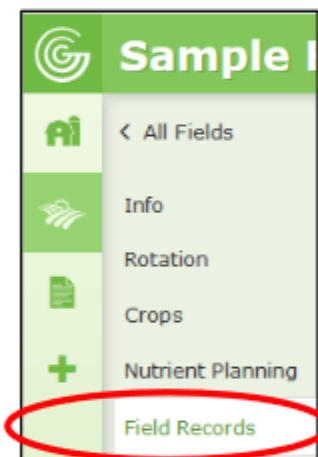 Sample
< All Fields
Info
Rotation
Crops
Nutrient Planning
Field Records